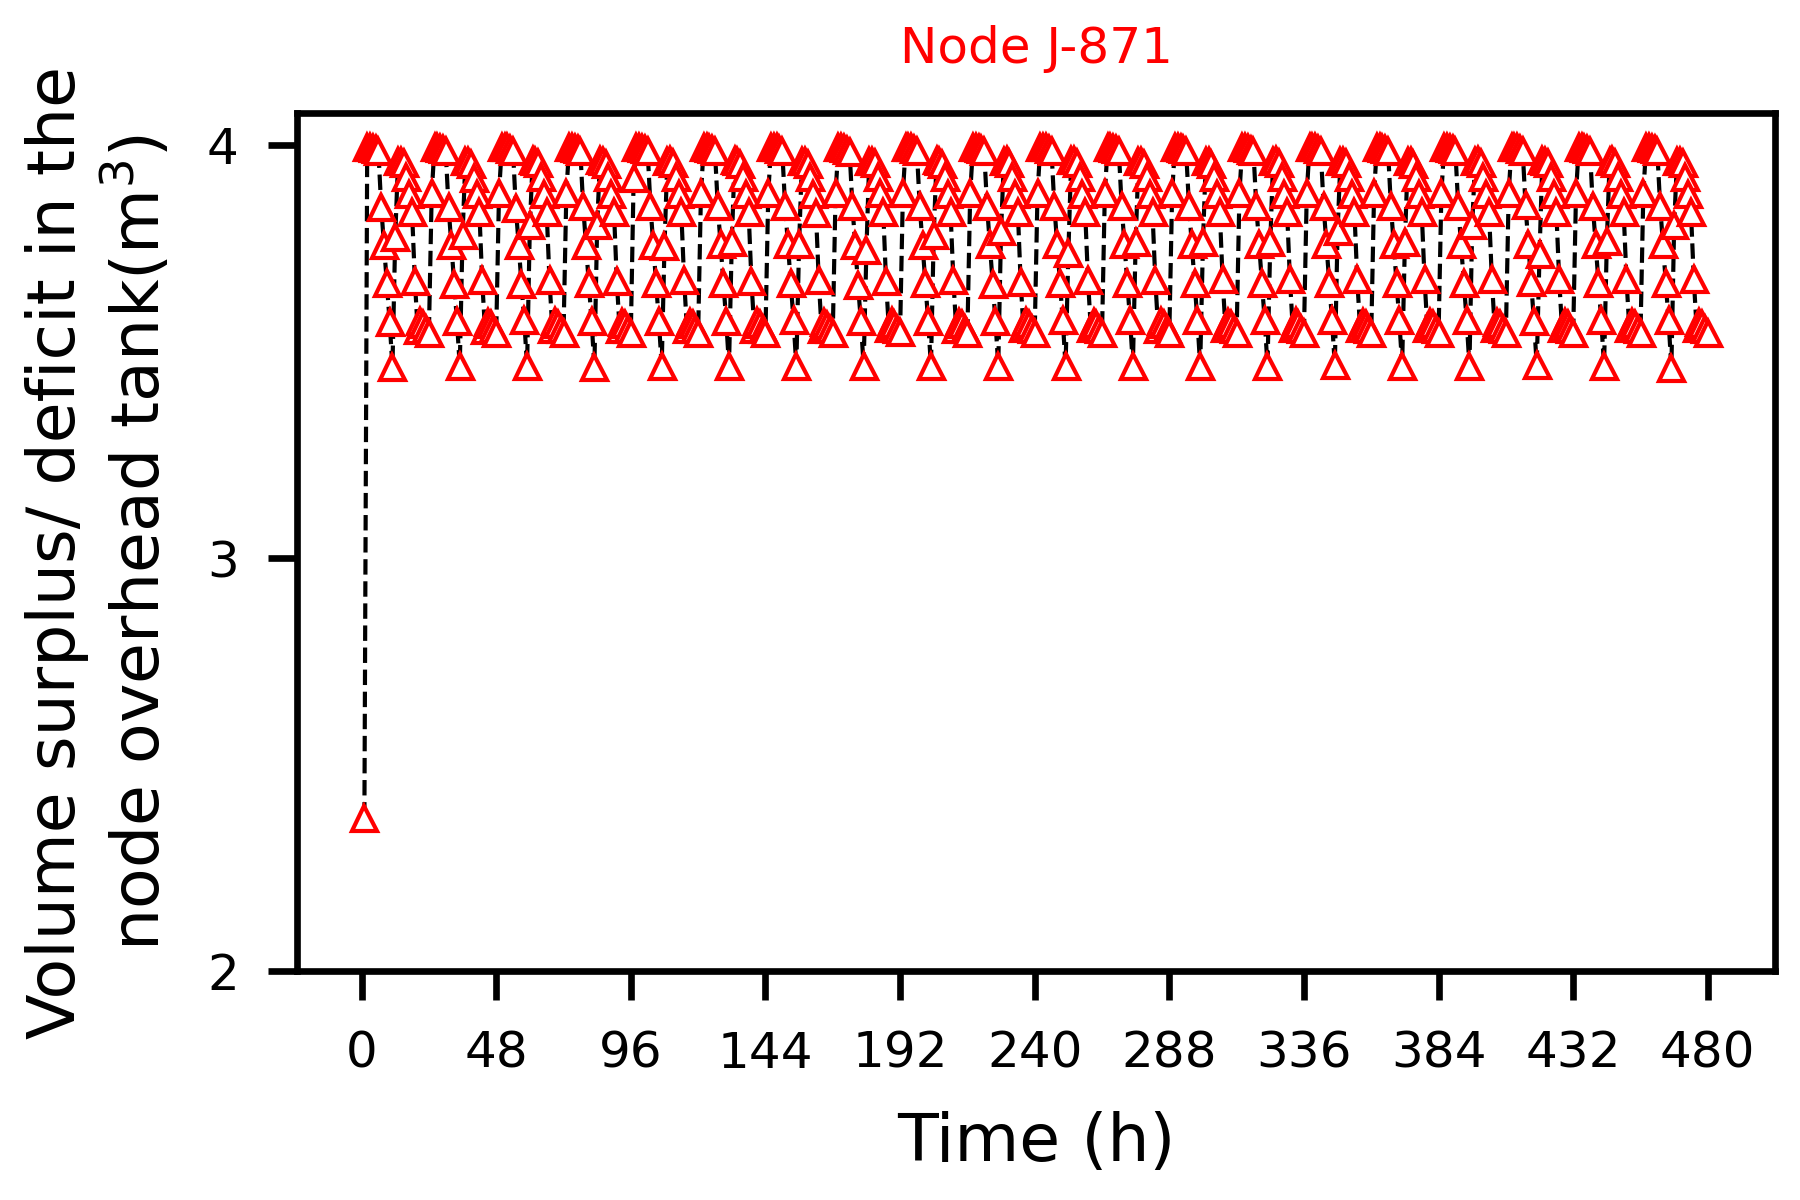 Node J-871
Volume surplus/ deficit in the
node overhead tank(m³)
4
3
2
0 48 96 144 192 240 288 336 384 432 480
Time (h)